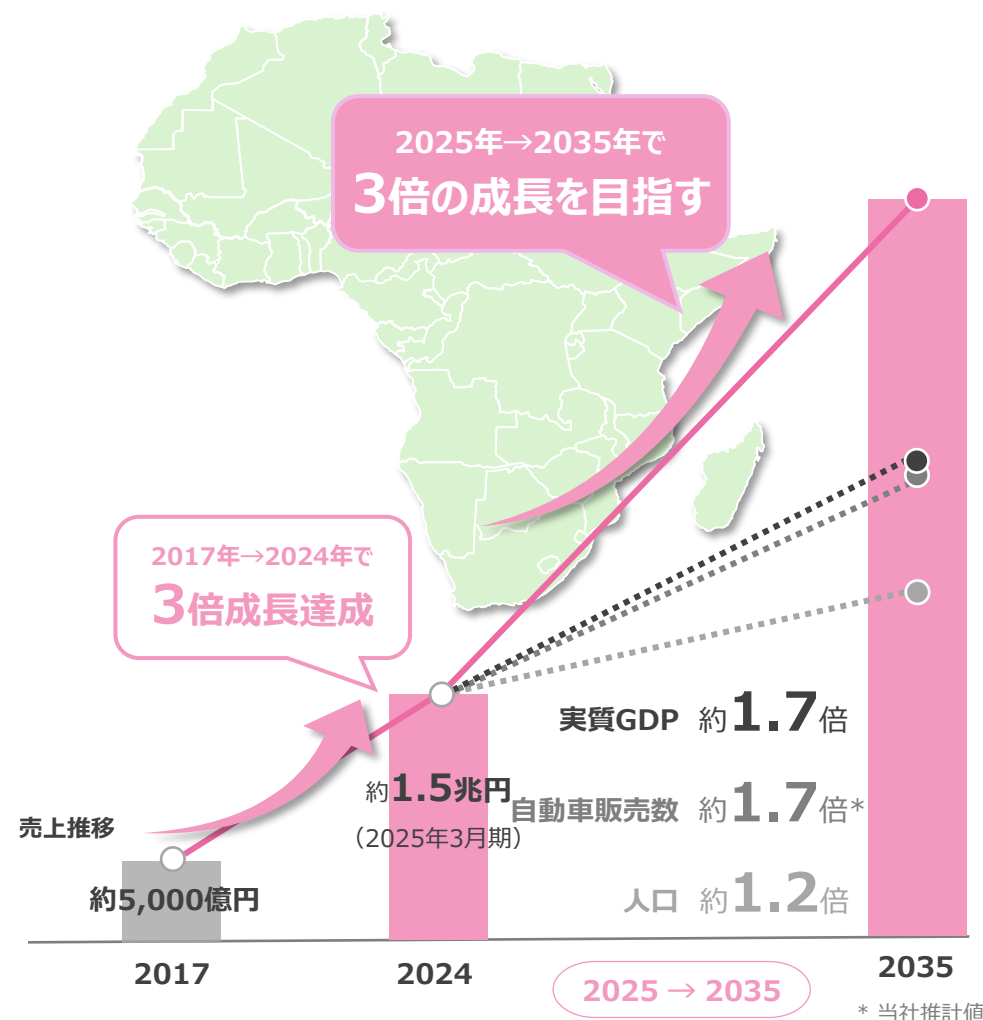 2025年→2035年で
3倍の成長を目指す
2017年→2024年で
3倍成長達成
実質GDP 約1.7倍
約1.5兆円
自動車販売数 約1.7倍*
(2025年3月期)
売上推移
約5,000億円
人口 約1.2倍
2017
2024
2035
2025 → 2035
* 当社推計値